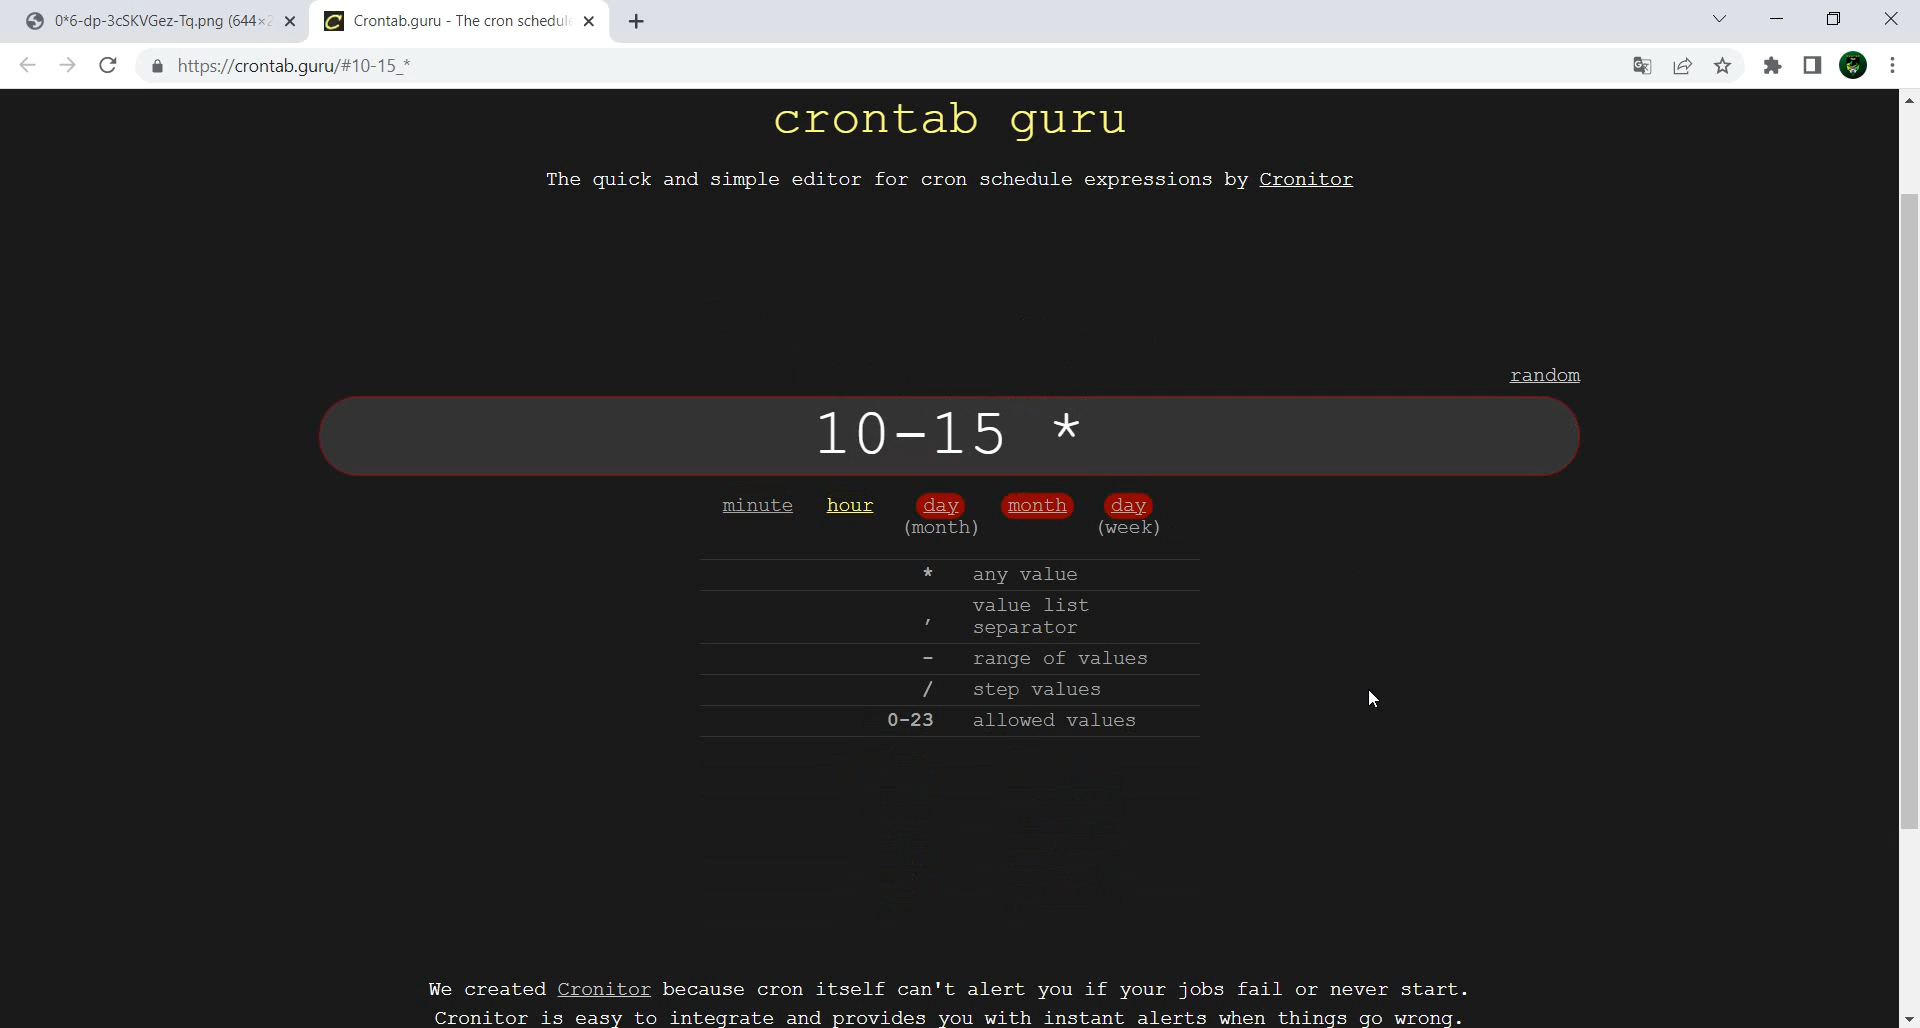 0*6-dp-3cSKVGez-Tq.png (644×2
Crontab.guru - The cron schedule
https://crontab.guru/#10-15_*
crontab guru
The quick and simple editor for cron schedule expressions by Cronitor
random
10-15 *
minute hour day month day
(month) (week)
* any value
, value list
separator
- range of values
/ step values
0-23 allowed values
We created Cronitor because cron itself can't alert you if your jobs fail or never start.
Cronitor is easy to integrate and provides you with instant alerts when things go wrong.